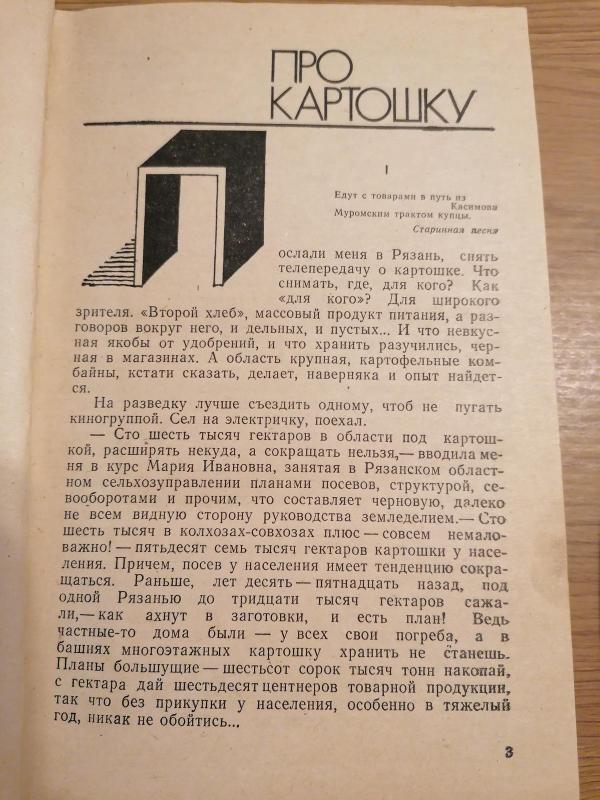 ПРО
КАРТОШКУ
I
Едут с товарами в путь из
Касимова
Муромским трактом купцы.
Старинная песня
Послали меня в Рязань, снять
телепередачу о картошке. Что
снимать, где, для кого? Как
«для кого»? Для широкого
зрителя. «Второй хлеб», массовый продукт питания, а раз-
говоров вокруг него, и дельных, и пустых... И что невкус-
ная якобы от удобрений, и что хранить разучились, чер-
ная в магазинах. А область крупная, картофельные ком-
байны, кстати сказать, делает, наверняка и опыт найдет-
ся.
На разведку лучше съездить одному, чтоб не пугать
киногруппой. Сел на электричку, поехал.
— Сто шесть тысяч гектаров в области под картош-
кой, расширять некуда, а сокращать нельзя,— вводила ме-
ня в курс Мария Ивановна, занятая в Рязанском област-
ном сельхозуправлении планами посевов, структурой, се-
вооборотами и прочим, что составляет черновую, далеко
не всем видную сторону руководства земледелием.— Сто
шесть тысяч в колхозах-совхозах плюс — совсем немало-
важно! — пятьдесят семь тысяч гектаров картошки у насе-
ления. Причем, посев у населения имеет тенденцию сокра-
щаться. Раньше, лет десять — пятнадцать назад, под
одной Рязанью до тридцати тысяч гектаров сажа-
ли,— как ахнут в заготовки, и есть план! Ведь
частные-то дома были — у всех свои погреба, а в
башнях многоэтажных картошку хранить не станешь.
Планы большущие — шестьсот сорок тысяч тонн накопай,
с гектара дай шестьдесят центнеров товарной продукции,
так что без прикупки у населения, особенно в тяжелый
год, никак не обойтись...
3